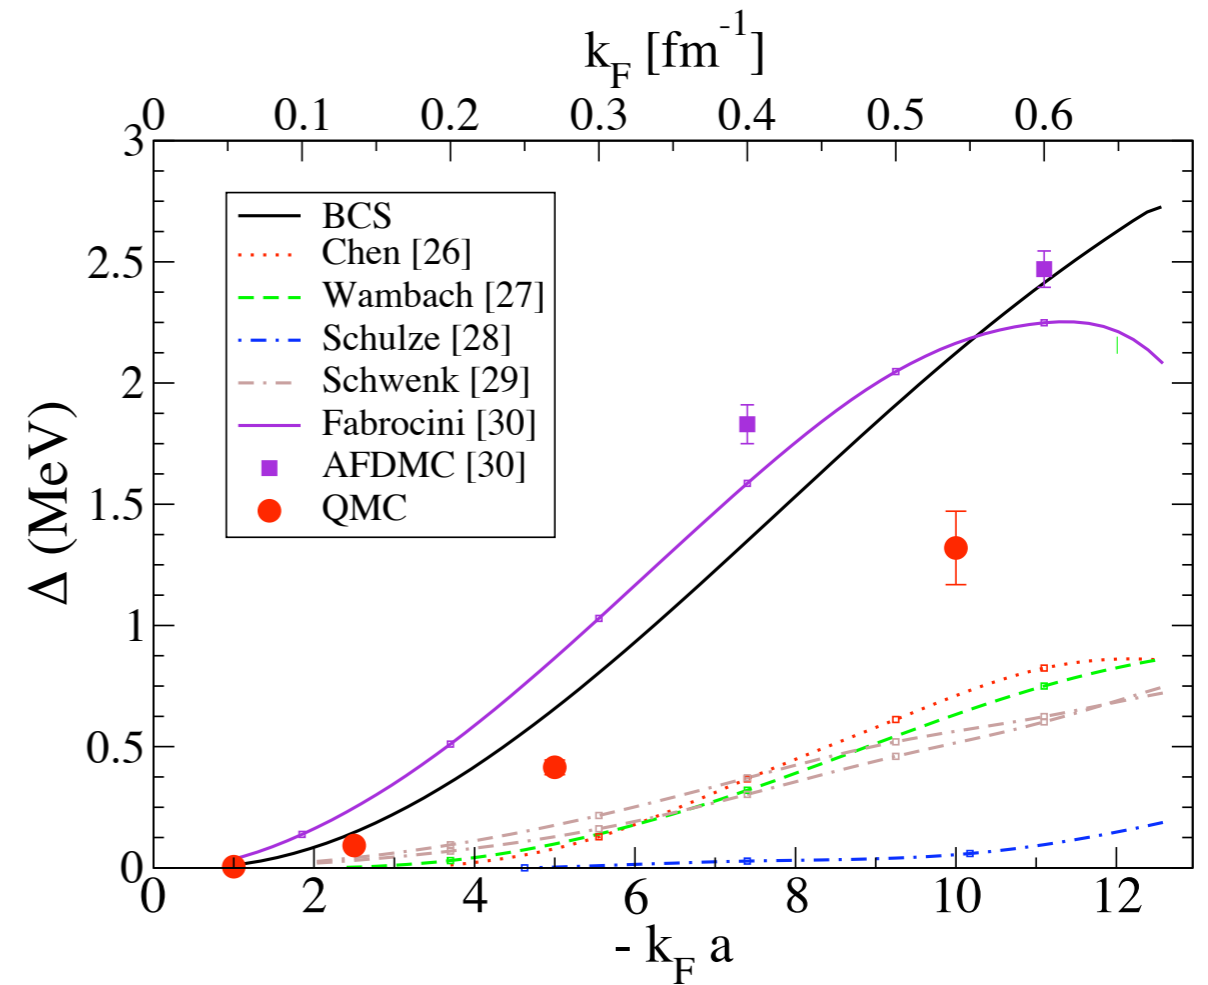 k_F [fm^-1]
0 0.1 0.2 0.3 0.4 0.5 0.6
3
2.5
2
1.5
1
0.5
0
Δ (MeV)
BCS
Chen [26]
Wambach [27]
Schulze [28]
Schwenk [29]
Fabrocini [30]
AFDMC [30]
QMC
0 2 4 6 8 10 12
- k_F a